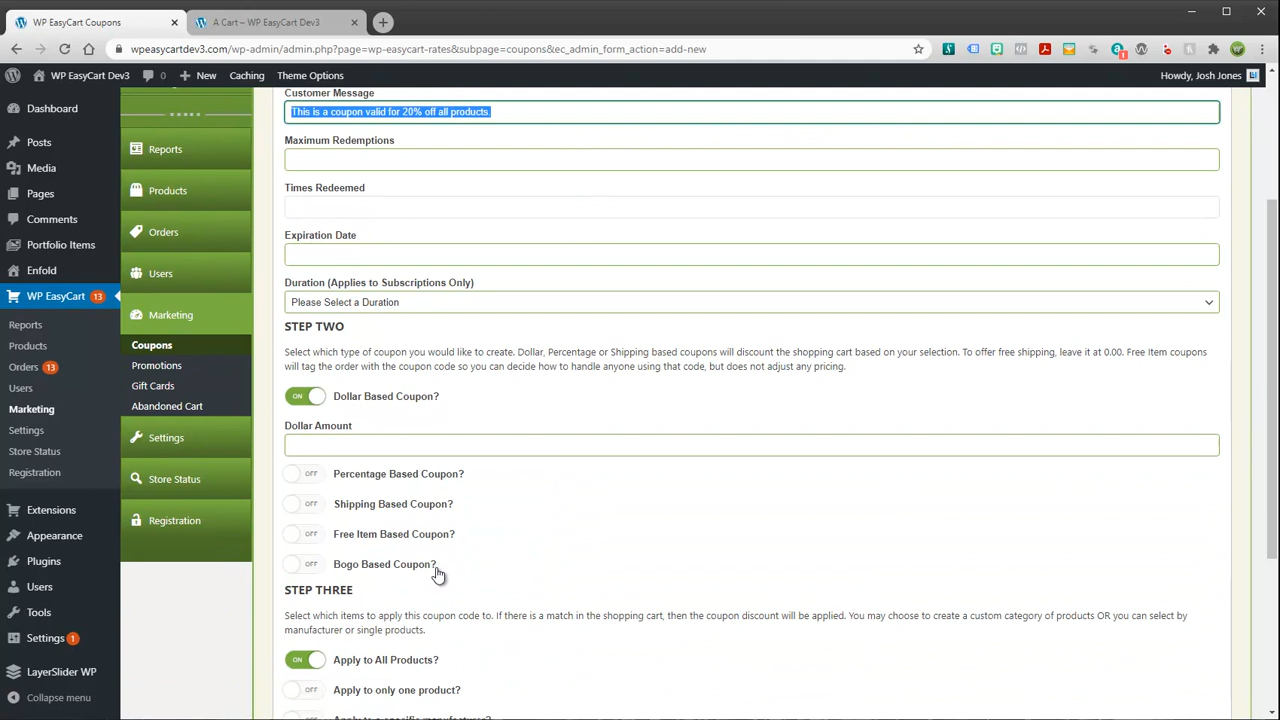 WP EasyCart Coupons
A Cart – WP EasyCart Dev3
wpeasycartdev3.com/wp-admin/admin.php?page=wp-easycart-rates&subpage=coupons&ec_admin_form_action=add-new
WP EasyCart Dev3
0
New
Caching
Theme Options
Howdy, Josh Jones
Dashboard
Posts
Media
Pages
Comments
Portfolio Items
Enfold
WP EasyCart 13
Reports
Products
Orders 13
Users
Marketing
Settings
Store Status
Registration
Extensions
Appearance
Plugins
Users
Tools
Settings 1
LayerSlider WP
Collapse menu
Reports
Products
Orders
Users
Marketing
Coupons
Promotions
Gift Cards
Abandoned Cart
Settings
Store Status
Registration
Customer Message
This is a coupon valid for 20% off all products
Maximum Redemptions
Times Redeemed
Expiration Date
Duration (Applies to Subscriptions Only)
Please Select a Duration
STEP TWO
Select which type of coupon you would like to create. Dollar, Percentage or Shipping based coupons will discount the shopping cart based on your selection. To offer free shipping, leave it at 0.00. Free Item coupons
will tag the order with the coupon code so you can decide how to handle anyone using that code, but does not adjust any pricing.
ON Dollar Based Coupon?
Dollar Amount
OFF Percentage Based Coupon?
OFF Shipping Based Coupon?
OFF Free Item Based Coupon?
OFF Bogo Based Coupon?
STEP THREE
Select which items to apply this coupon code to. If there is a match in the shopping cart, then the coupon discount will be applied. You may choose to create a custom category of products OR you can select by
manufacturer or single products.
ON Apply to All Products?
OFF Apply to only one product?
Apply to a specific manufacturer?